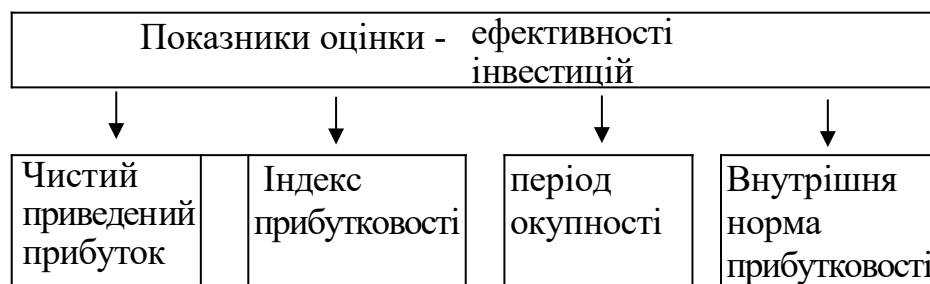 Показники оцінки - ефективності
інвестицій
Чистий
приведений
прибуток
Індекс
прибутковості
період
окупності
Внутрішня
норма
прибутковості